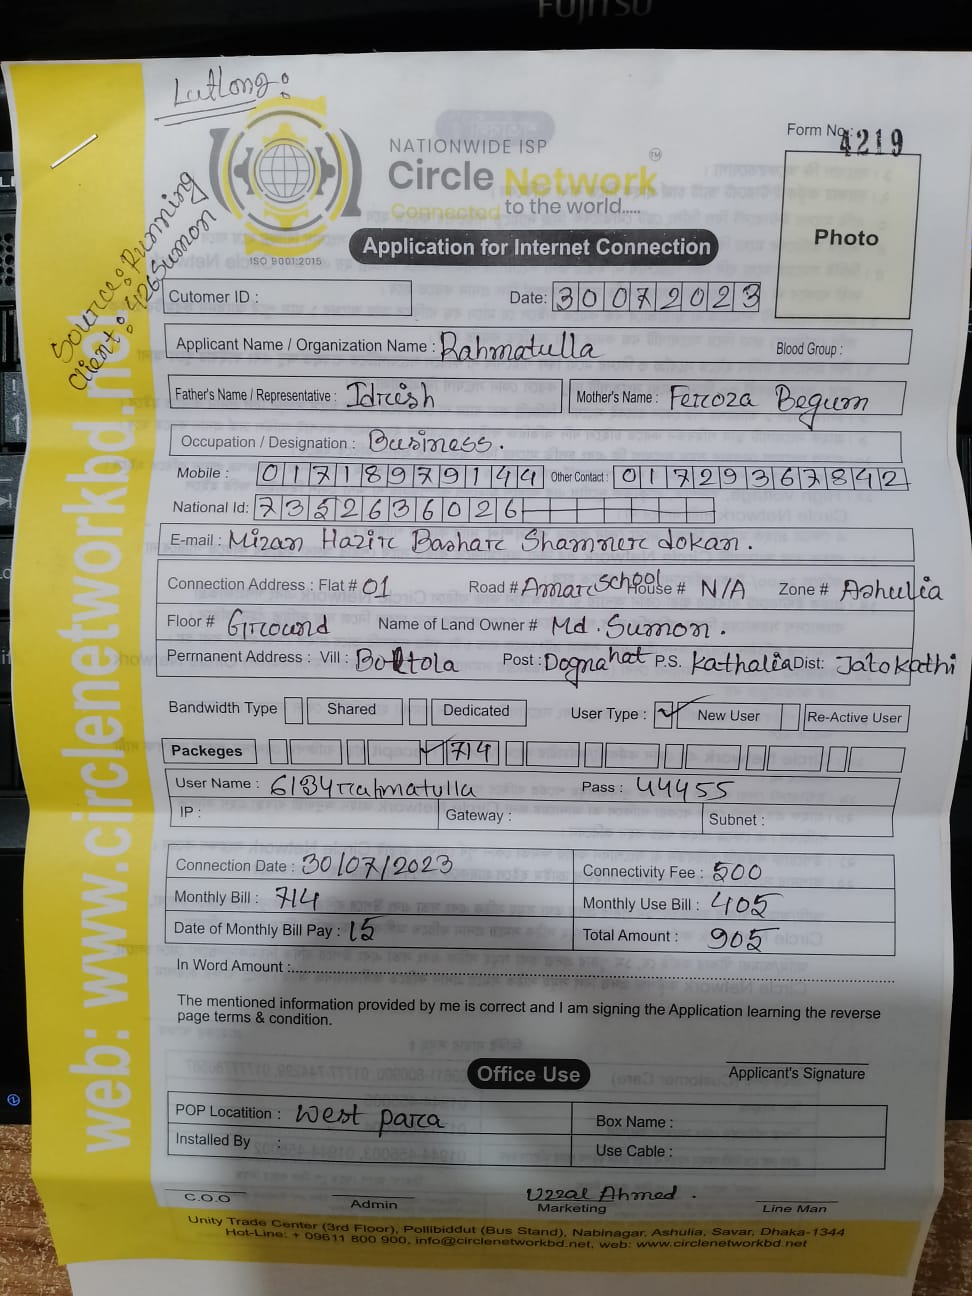 FUJITSU
Latlong:
Source: Running
Client: 426Sumon
Form No.: 4219
NATIONWIDE ISP
Circle Network TM
Connected to the world.....
ISO 9001:2015
Application for Internet Connection
Photo
Cutomer ID :
Date: 30072023
Applicant Name / Organization Name : Rahmatulla
Blood Group :
Father's Name / Representative : Idrish
Mother's Name : Feroza Begum
Occupation / Designation : Business.
Mobile : 01718979144 Other Contact : 01729367842
National Id: 7352636026
E-mail : Mizan Hazir Bashar Shamner dokan.
Connection Address : Flat # 01 Road # Amar School House # N/A Zone # Ashulia
Floor # Ground Name of Land Owner # Md. Sumon.
Permanent Address : Vill : Bottola Post : Dognahat P.S. Kathalia Dist: Jalokathi
Bandwidth Type Shared Dedicated User Type : ✓ New User Re-Active User
Packeges ✓ 714
User Name : 6134rahmatulla Pass : 44455
IP : Gateway : Subnet :
Connection Date : 30/07/2023 Connectivity Fee : 500
Monthly Bill : 714 Monthly Use Bill : 405
Date of Monthly Bill Pay : 15 Total Amount : 905
In Word Amount :
The mentioned information provided by me is correct and I am signing the Application learning the reverse
page terms & condition.
Applicant's Signature
Office Use
POP Locatition : West para Box Name :
Installed By : Use Cable :
Uzzal Ahmed.
C.O.O Admin Marketing Line Man
Unity Trade Center (3rd Floor), Pollibiddut (Bus Stand), Nabinagar, Ashulia, Savar, Dhaka-1344
Hot-Line: + 09611 800 900, info@circlenetworkbd.net, web: www.circlenetworkbd.net
web: www.circlenetworkbd.net